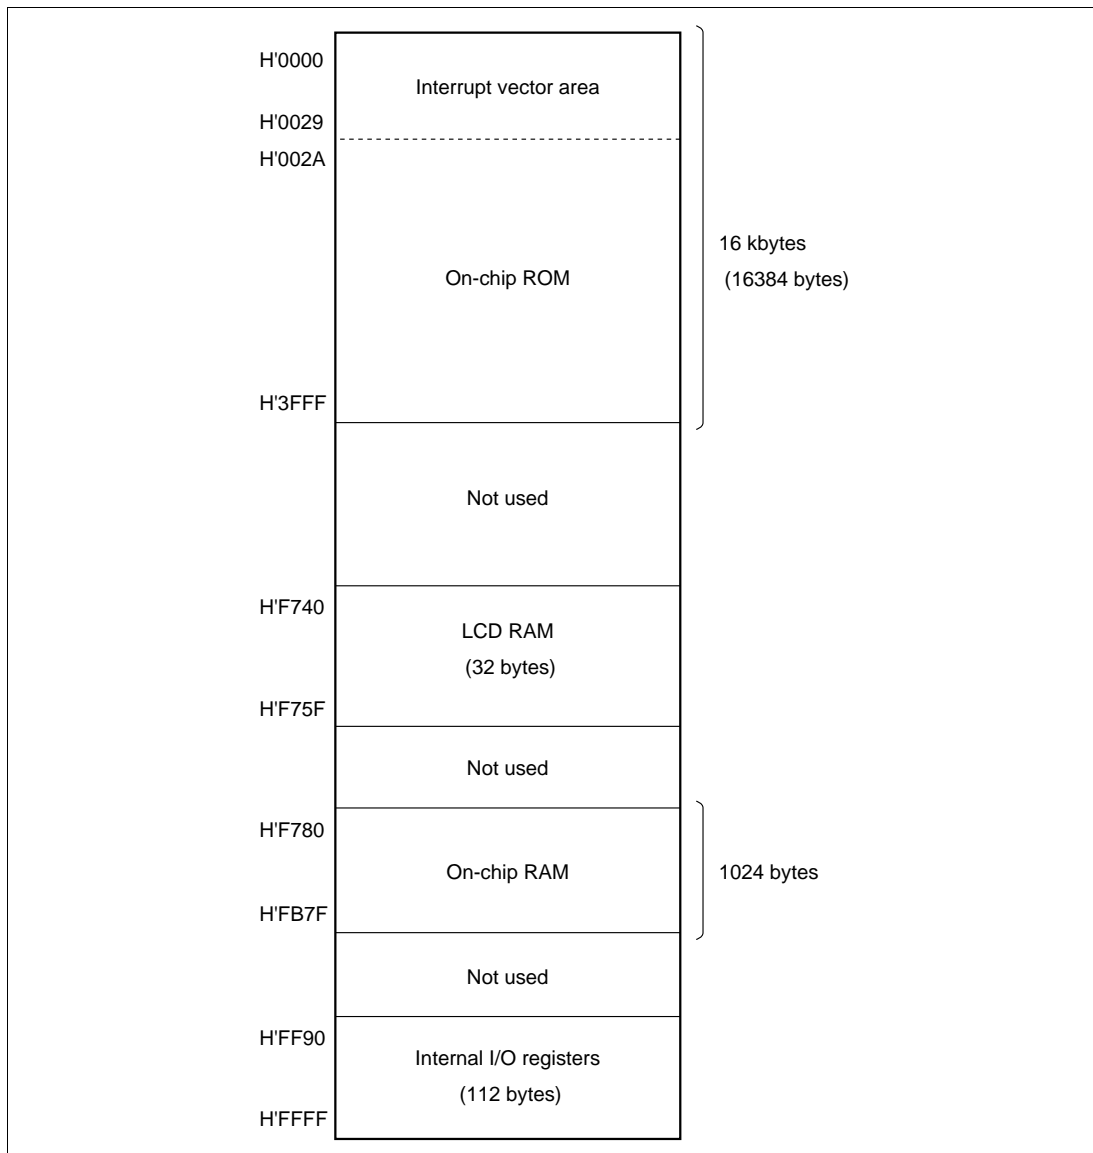 H'0000
Interrupt vector area
H'0029
H'002A
16 kbytes
(16384 bytes)
On-chip ROM
H'3FFF
Not used
H'F740
LCD RAM
(32 bytes)
H'F75F
Not used
H'F780
On-chip RAM
1024 bytes
H'FB7F
Not used
H'FF90
Internal I/O registers
(112 bytes)
H'FFFF